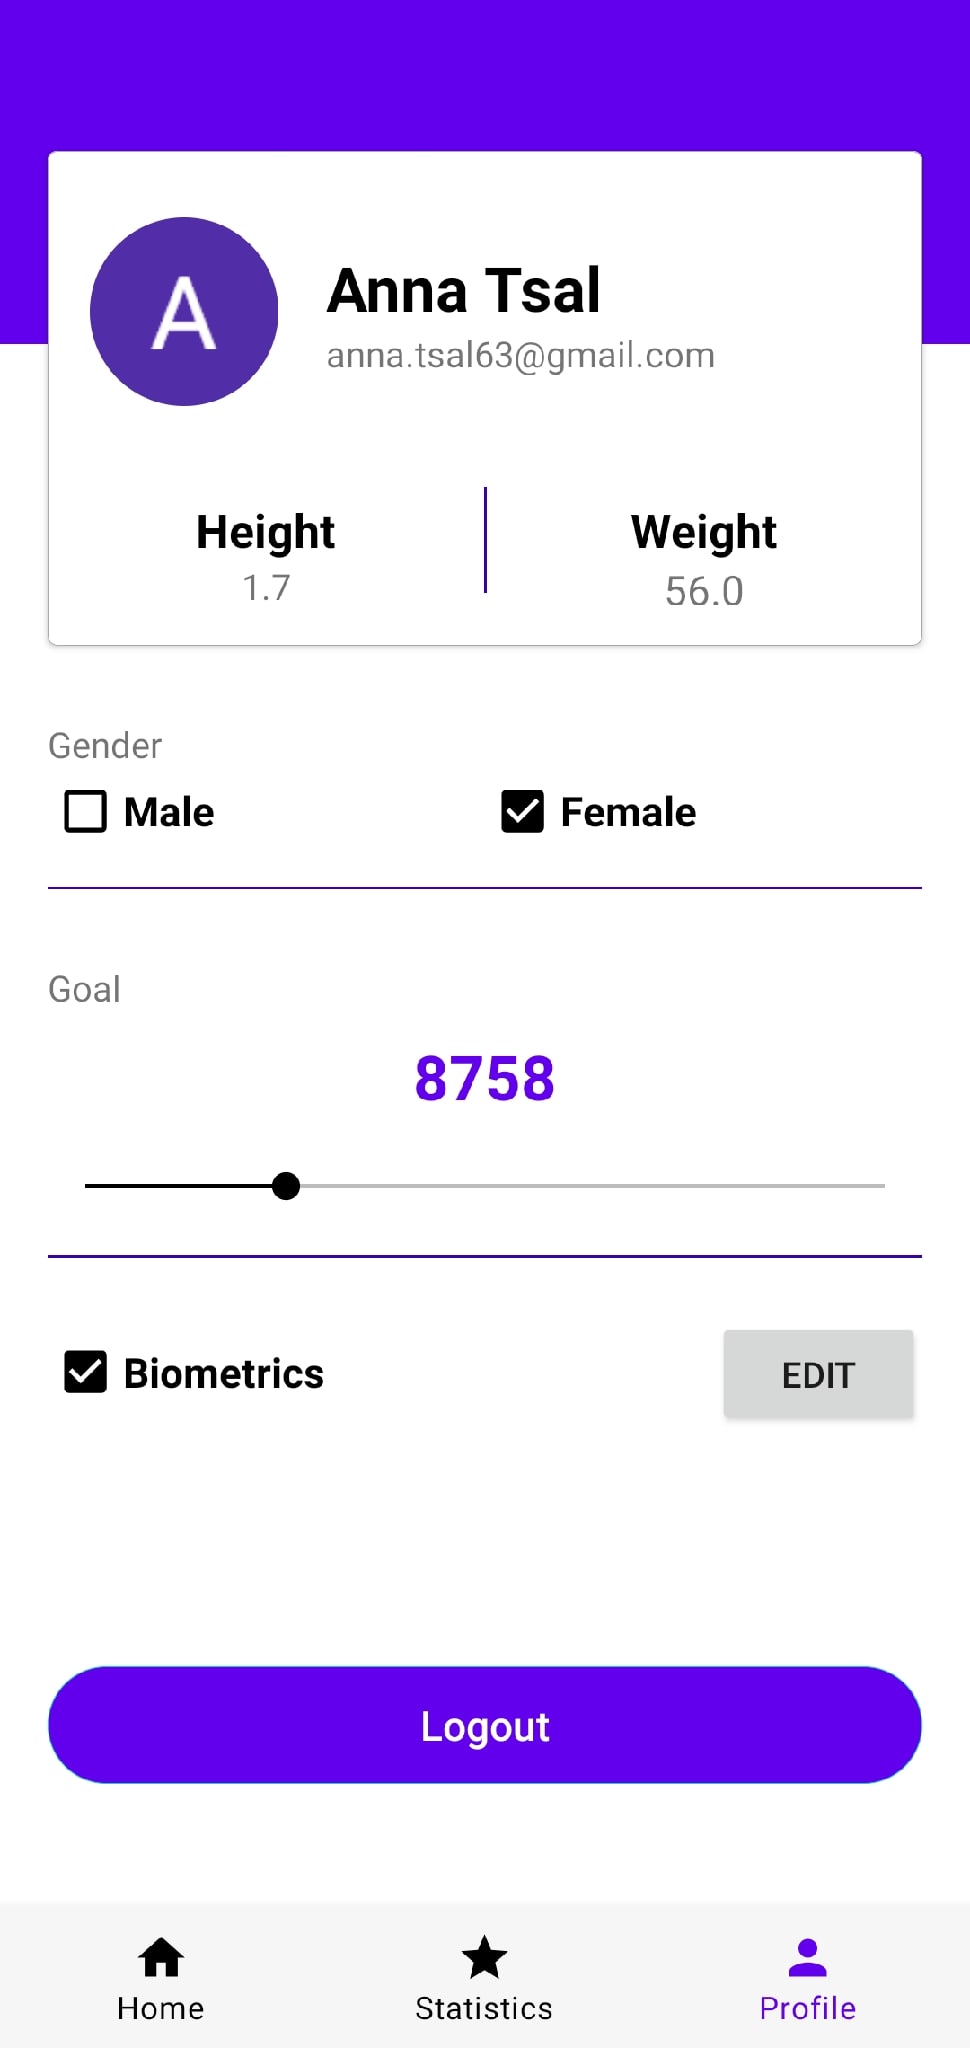 A
Anna Tsal
anna.tsal63@gmail.com
Height
Weight
1.7
56.0
Gender
Male
Female
Goal
8758
Biometrics
EDIT
Logout
Home
Statistics
Profile